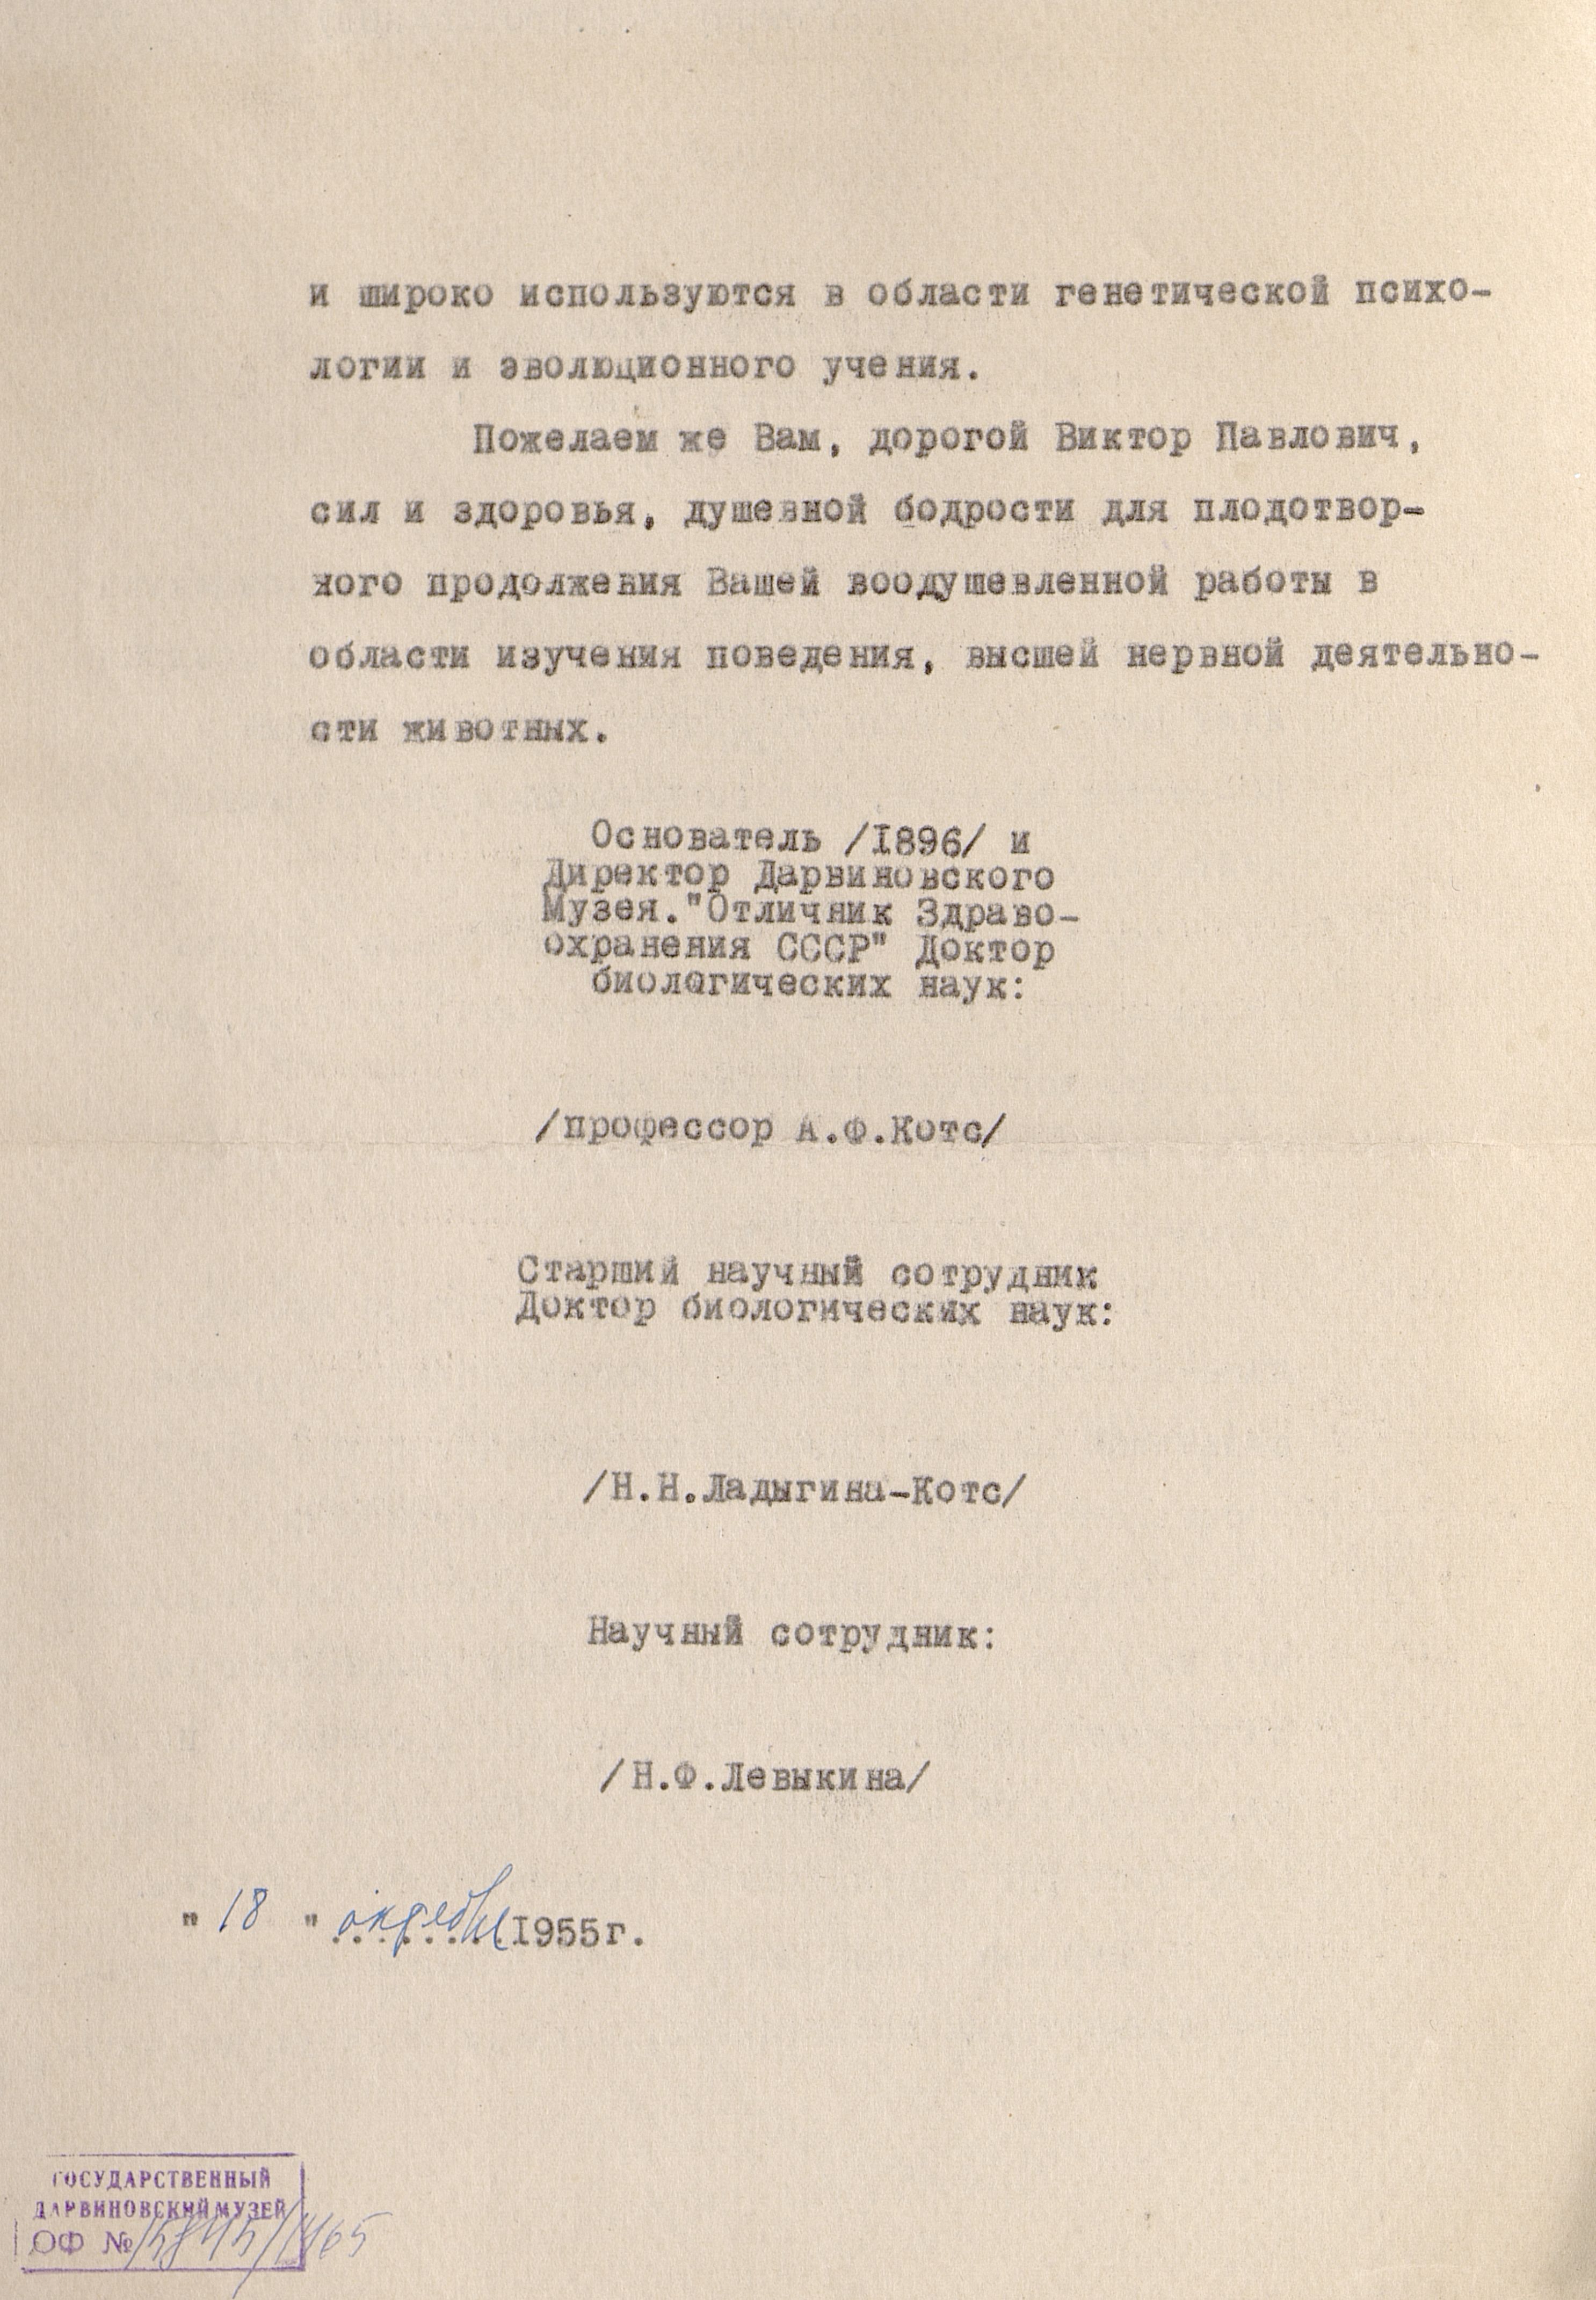 и широко используются в области генетической психо-
логии и эволюционного учения.
Пожелаем же Вам, дорогой Виктор Павлович,
сил и здоровья, душевной бодрости для плодотвор-
ного продолжения Вашей воодушевленной работы в
области изучения поведения, высшей нервной деятельно-
сти животных.
Основатель /I896/ и
Директор Дарвиновского
Музея."Отличник Здраво-
охранения СССР" Доктор
биологических наук:
/профессор А.Ф.Котс/
Старший научный сотрудник
Доктор биологических наук:
/Н.Н.Ладыгина-Котс/
Научный сотрудник:
/Н.Ф.Левыкина/
" 18 " октября I955г.
ГОСУДАРСТВЕННЫЙ
ДАРВИНОВСКИЙ МУЗЕЙ
ОФ №